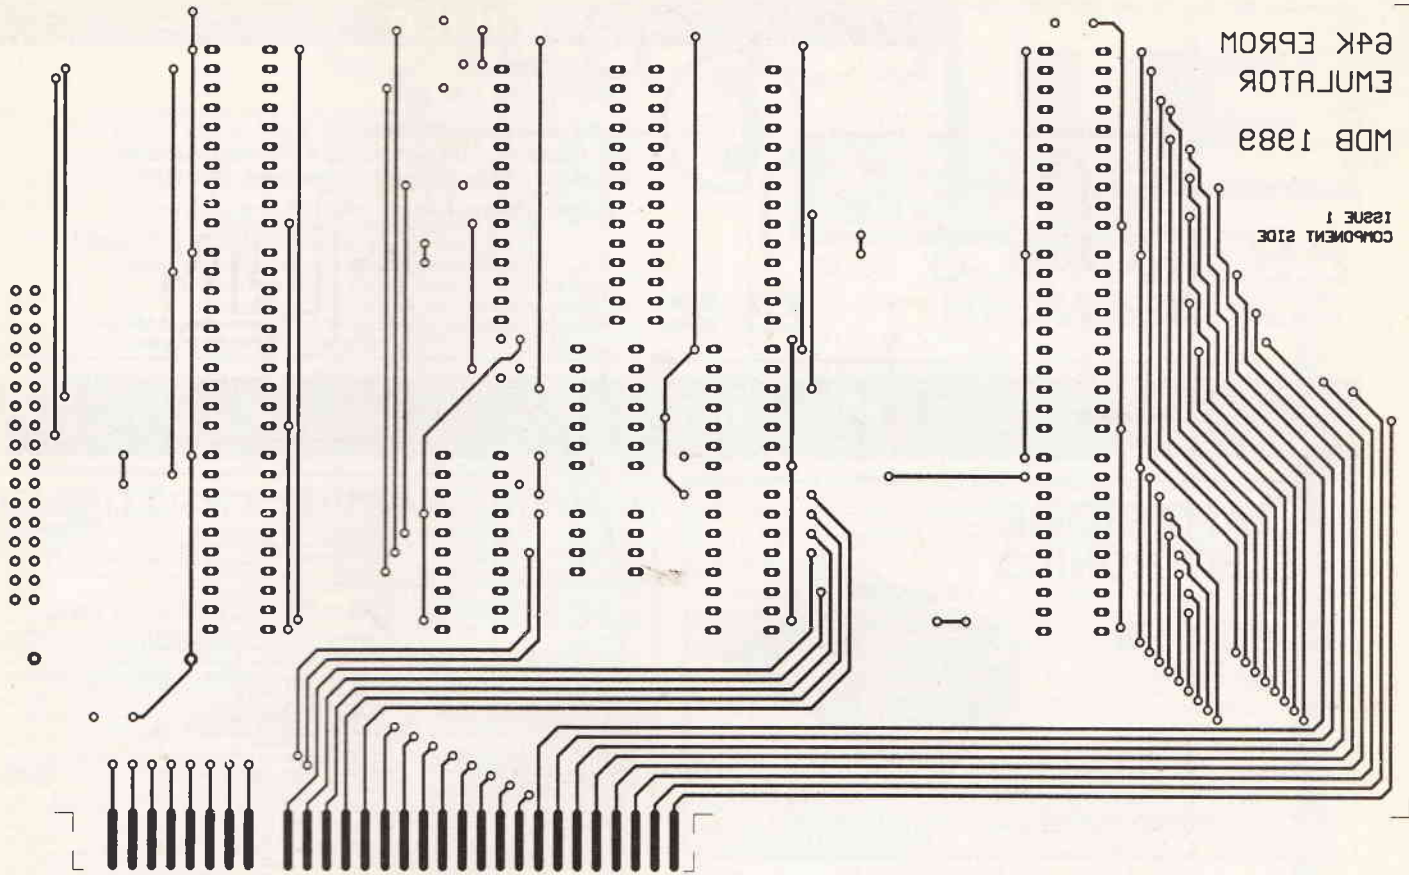 64K EPROM
EMULATOR
MDB 1989
ISSUE 1
COMPONENT SIDE